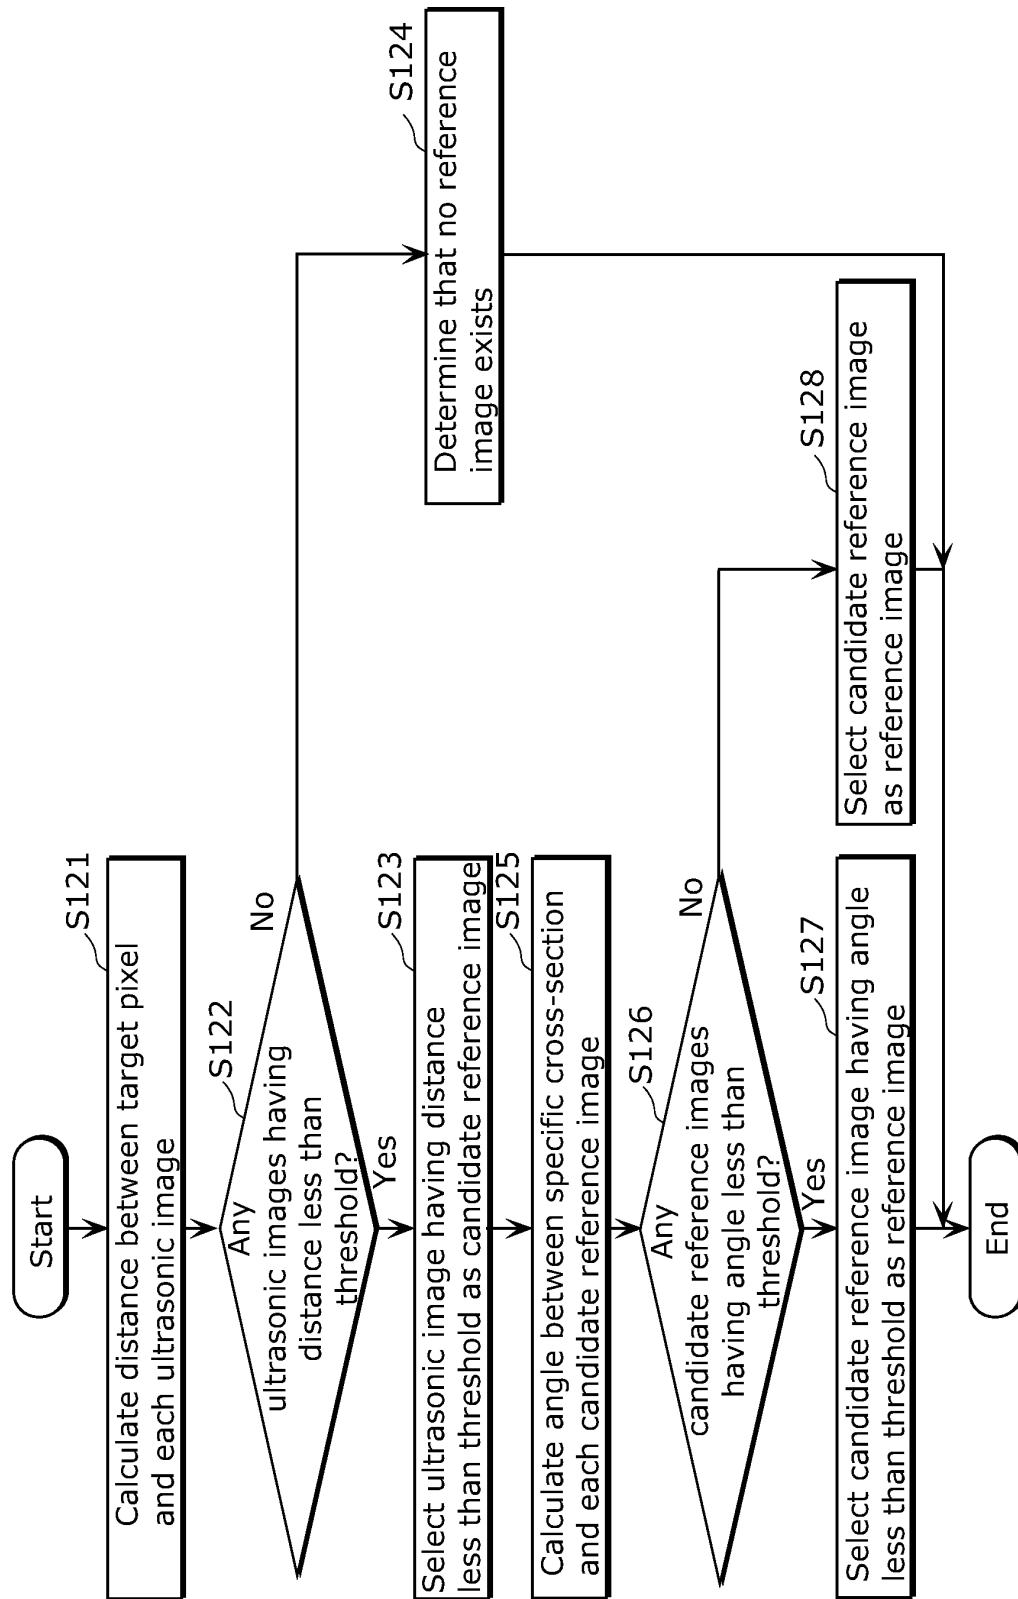 Start
S121
Calculate distance between target pixel
and each ultrasonic image
S122
Any
ultrasonic images having
distance less than
threshold?
No
Yes
S123
Select ultrasonic image having distance
less than threshold as candidate reference image
S124
Determine that no reference
image exists
S125
Calculate angle between specific cross-section
and each candidate reference image
S126
Any
candidate reference images
having angle less than
threshold?
No
Yes
S127
Select candidate reference image having angle
less than threshold as reference image
S128
Select candidate reference image
as reference image
End